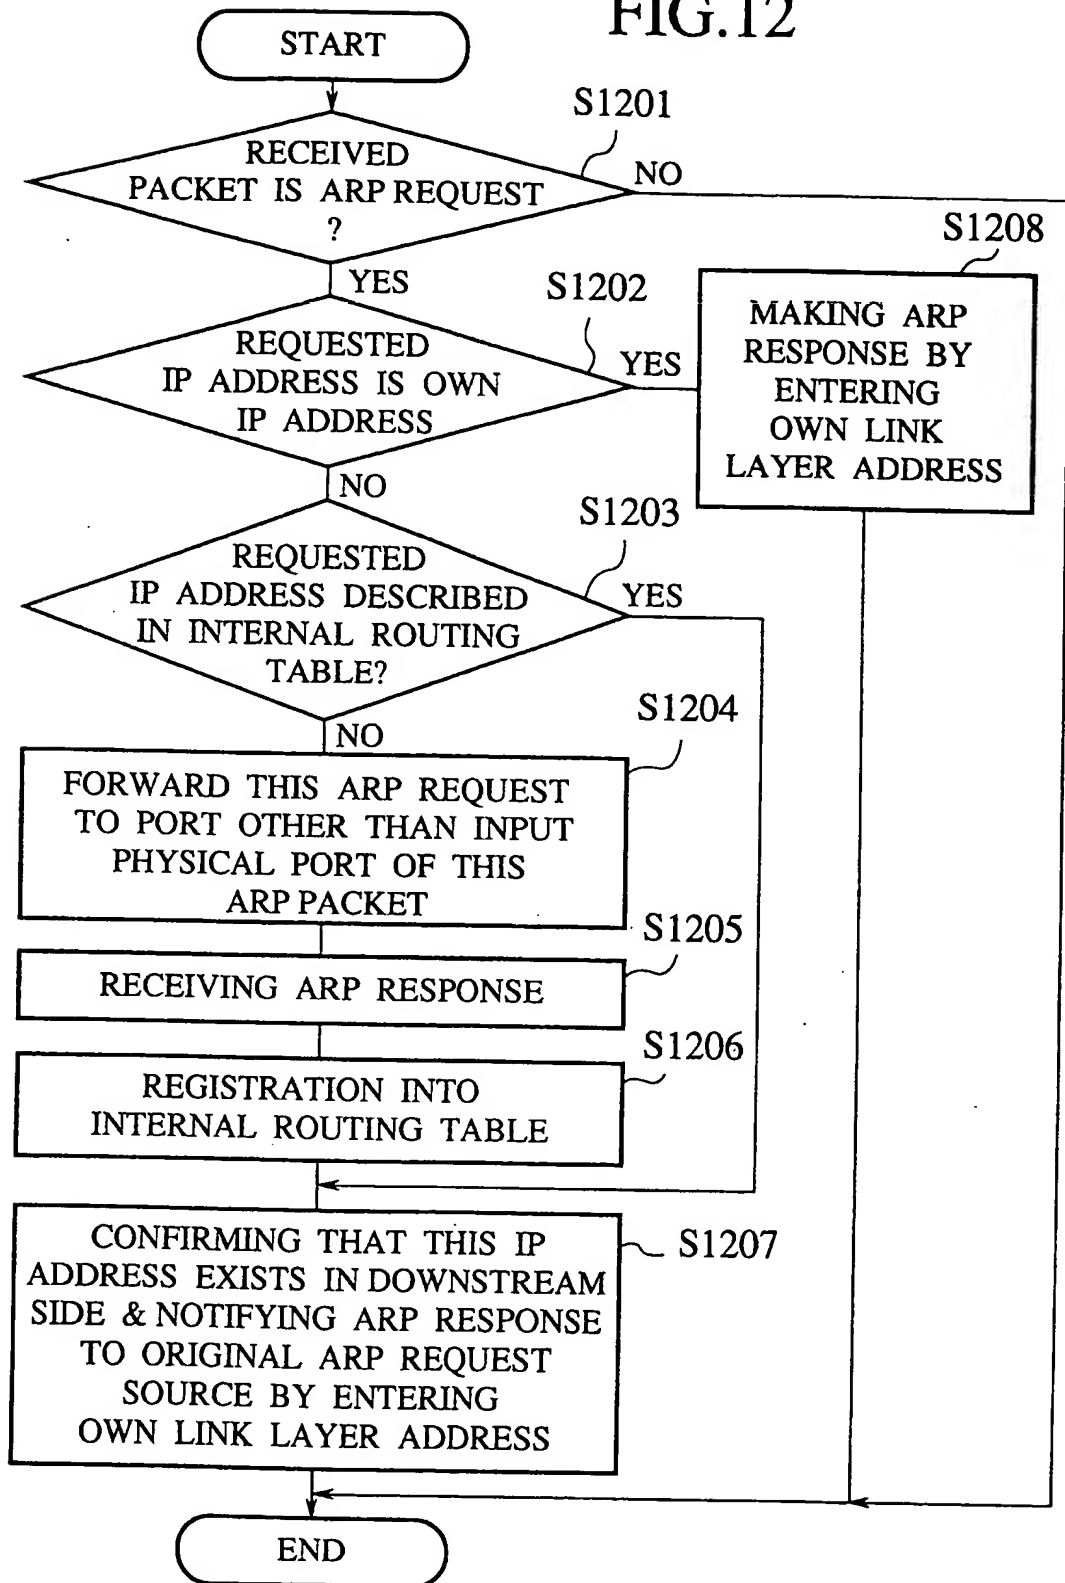 FIG.12
START
S1201
RECEIVED
PACKET IS ARP REQUEST
?
NO
YES
S1202
REQUESTED
IP ADDRESS IS OWN
IP ADDRESS
YES
S1208
MAKING ARP
RESPONSE BY
ENTERING
OWN LINK
LAYER ADDRESS
NO
S1203
REQUESTED
IP ADDRESS DESCRIBED
IN INTERNAL ROUTING
TABLE?
YES
NO
S1204
FORWARD THIS ARP REQUEST
TO PORT OTHER THAN INPUT
PHYSICAL PORT OF THIS
ARP PACKET
S1205
RECEIVING ARP RESPONSE
S1206
REGISTRATION INTO
INTERNAL ROUTING TABLE
S1207
CONFIRMING THAT THIS IP
ADDRESS EXISTS IN DOWNSTREAM
SIDE & NOTIFYING ARP RESPONSE
TO ORIGINAL ARP REQUEST
SOURCE BY ENTERING
OWN LINK LAYER ADDRESS
END